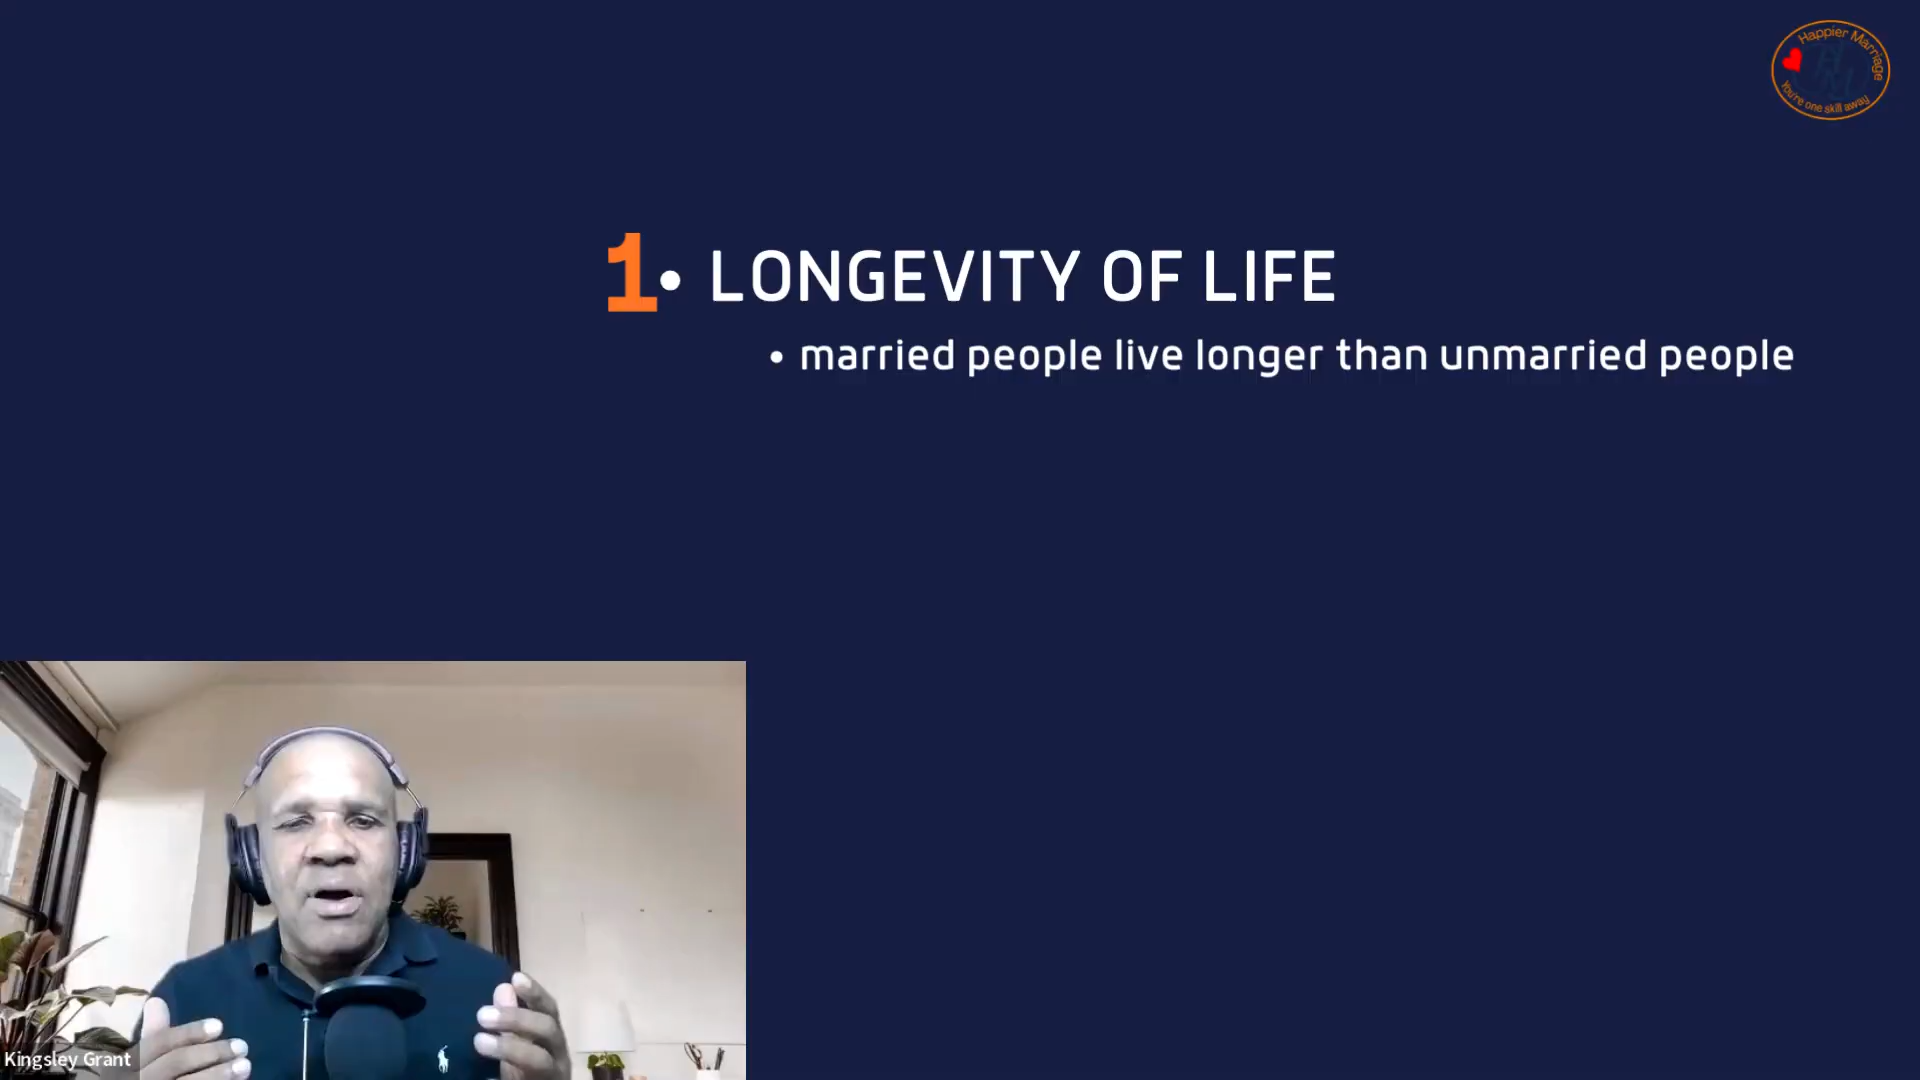 Happier Marriage
HM
You're one skill away
1• LONGEVITY OF LIFE
• married people live longer than unmarried people
Kingsley Grant